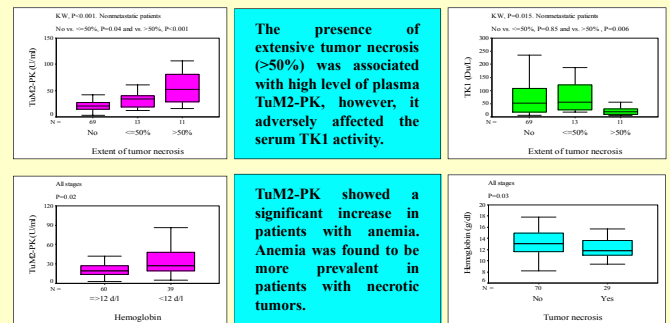 KW, P<0.001. Nonmetastatic patients
No vs. <=50%, P=0.04 and vs. >50%, P<0.001
TuM2-PK (U/ml)
150
100
50
0
N =
69
13
11
No
<=50%
>50%
Extent of tumor necrosis
The presence of
extensive tumor necrosis
(>50%) was associated
with high level of plasma
TuM2-PK, however, it
adversely affected the
serum TK1 activity.
KW, P=0.015. Nonmetastatic patients
No vs. <=50%, P=0.85 and vs. >50% , P=0.006
TK1 (Du/L)
300
250
200
150
100
50
0
N =
69
13
11
No
<=50%
>50%
Extent of tumor necrosis
All stages
P=0.02
TuM2-PK(U/ml)
120
90
60
30
0
N =
60
39
=>12 d/l
<12 d/l
Hemoglobin
TuM2-PK showed a
significant increase in
patients with anemia.
Anemia was found to be
more prevalent in
patients with necrotic
tumors.
All stages
P=0.03
Hemoglobin (g/dl)
20
18
16
14
12
10
8
6
N =
70
29
No
Yes
Tumor necrosis